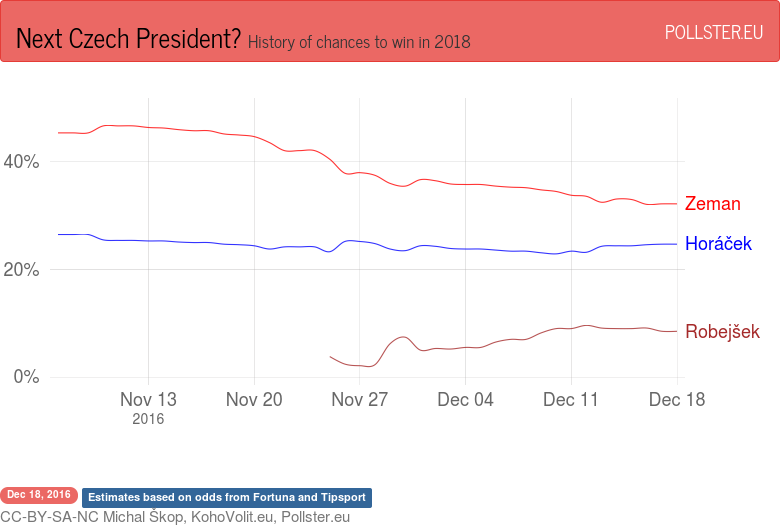 Next Czech President? History of chances to win in 2018
POLLSTER.EU
40%
20%
0%
Zeman
Horáček
Robejšek
Nov 13 Nov 20 Nov 27 Dec 04 Dec 11 Dec 18
2016
Dec 18, 2016 Estimates based on odds from Fortuna and Tipsport
CC-BY-SA-NC Michal Škop, KohoVolit.eu, Pollster.eu